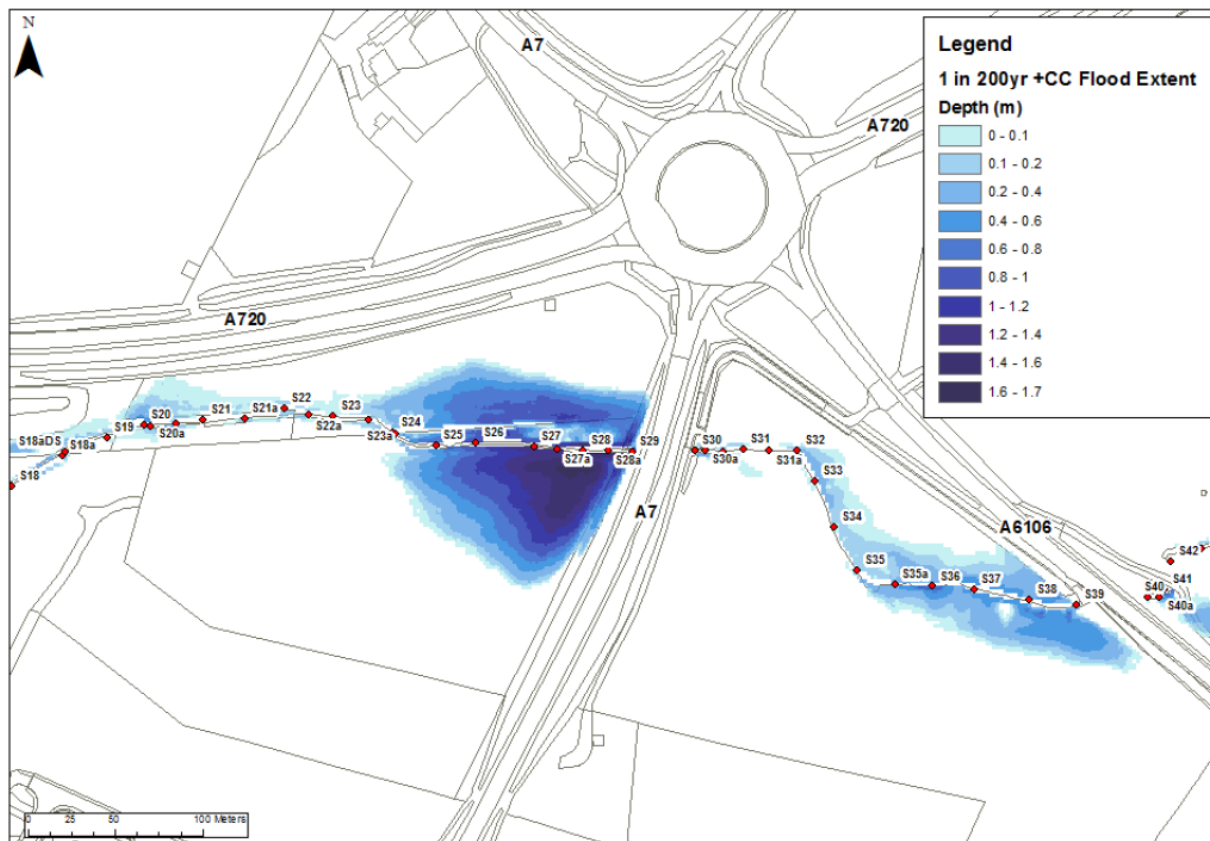 N
A7
A720
Legend
1 in 200yr +CC Flood Extent
Depth (m)
0 - 0.1
0.1 - 0.2
0.2 - 0.4
0.4 - 0.6
0.6 - 0.8
0.8 - 1
1 - 1.2
1.2 - 1.4
1.4 - 1.6
1.6 - 1.7
A720
S18aDS
S18a
S18
S19
S20
S20a
S21
S21a
S22
S22a
S23
S23a
S24
S25
S26
S27
S27a
S28
S28a
S29
A7
S30
S30a
S31
S31a
S32
S33
S34
S35
S35a
S36
S37
S38
S39
A6106
S42
S41
S40
S40a
0 25 50 100 Meters